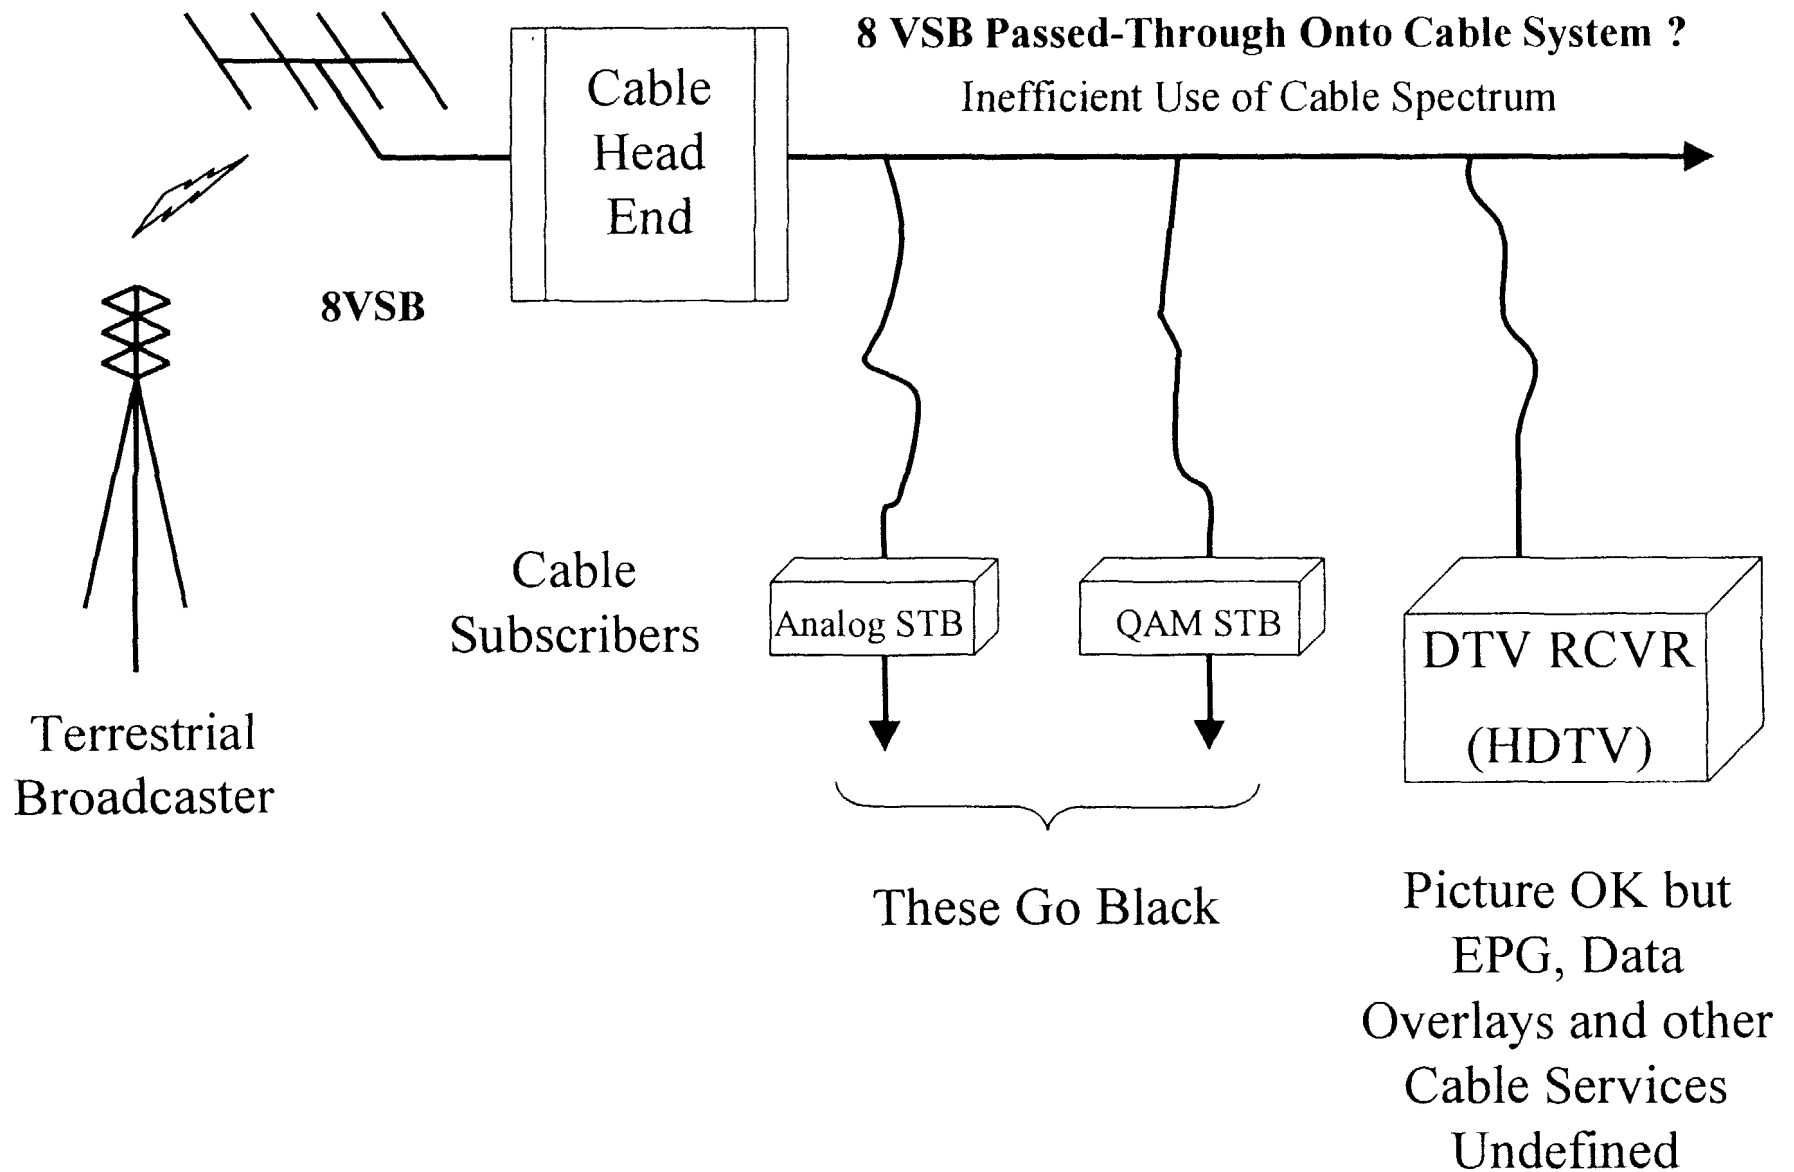 8 VSB Passed-Through Onto Cable System ?
Inefficient Use of Cable Spectrum
Cable
Head
End
8VSB
Terrestrial
Broadcaster
Cable
Subscribers
Analog STB
QAM STB
DTV RCVR
(HDTV)
These Go Black
Picture OK but
EPG, Data
Overlays and other
Cable Services
Undefined